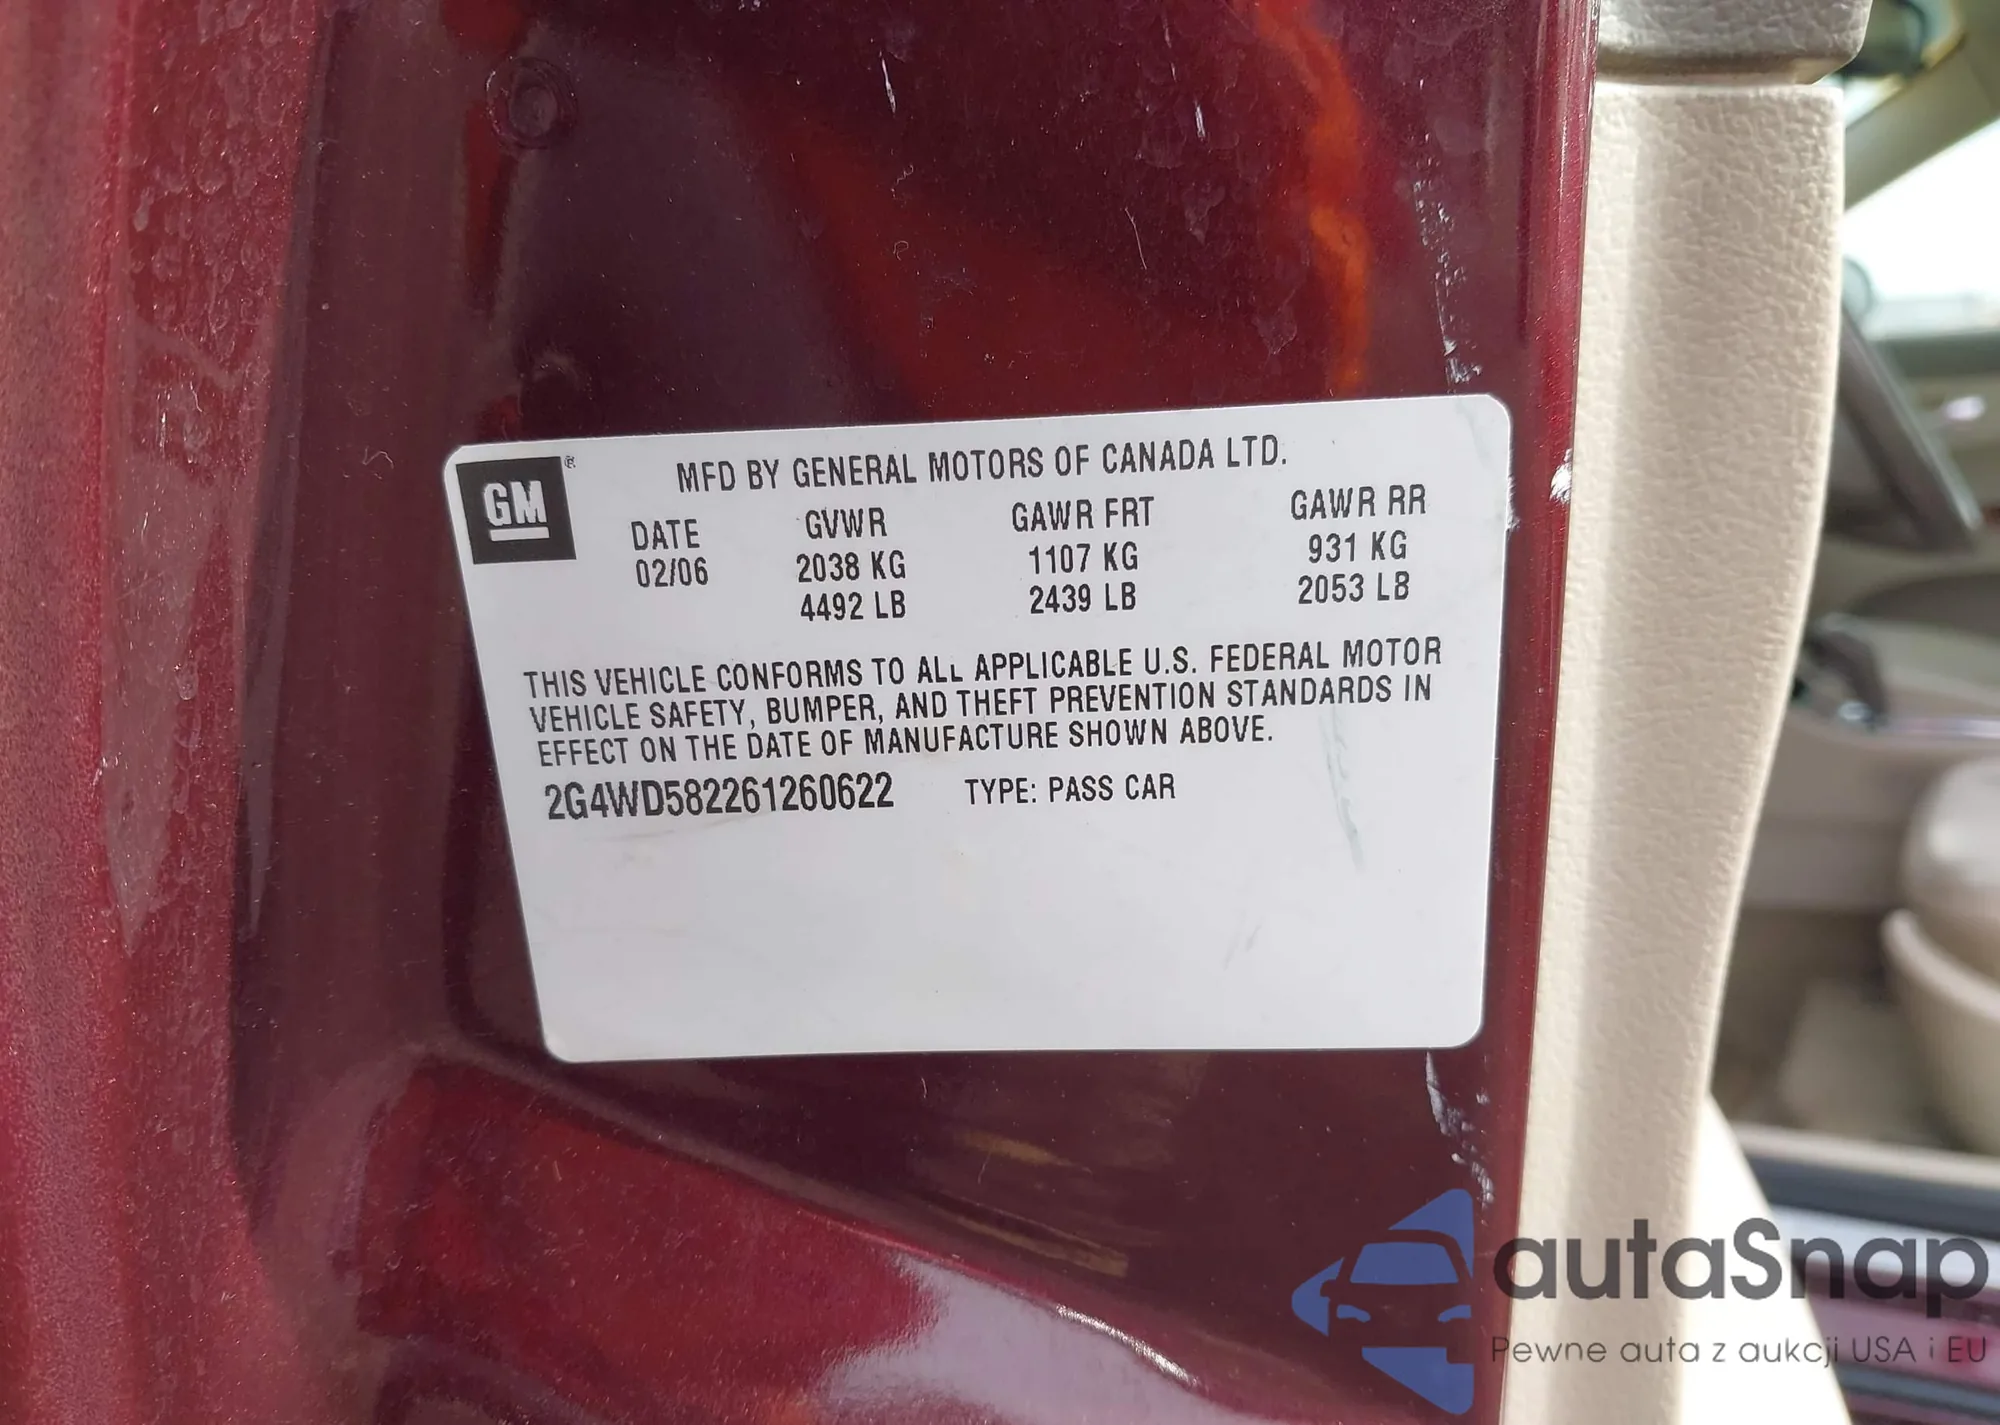 GM ®
MFD BY GENERAL MOTORS OF CANADA LTD.
DATE GVWR GAWR FRT GAWR RR
02/06 2038 KG 1107 KG 931 KG
4492 LB 2439 LB 2053 LB
THIS VEHICLE CONFORMS TO ALL APPLICABLE U.S. FEDERAL MOTOR
VEHICLE SAFETY, BUMPER, AND THEFT PREVENTION STANDARDS IN
EFFECT ON THE DATE OF MANUFACTURE SHOWN ABOVE.
2G4WD582261260622 TYPE: PASS CAR
autaSnap
Pewne auta z aukcji USA i EU